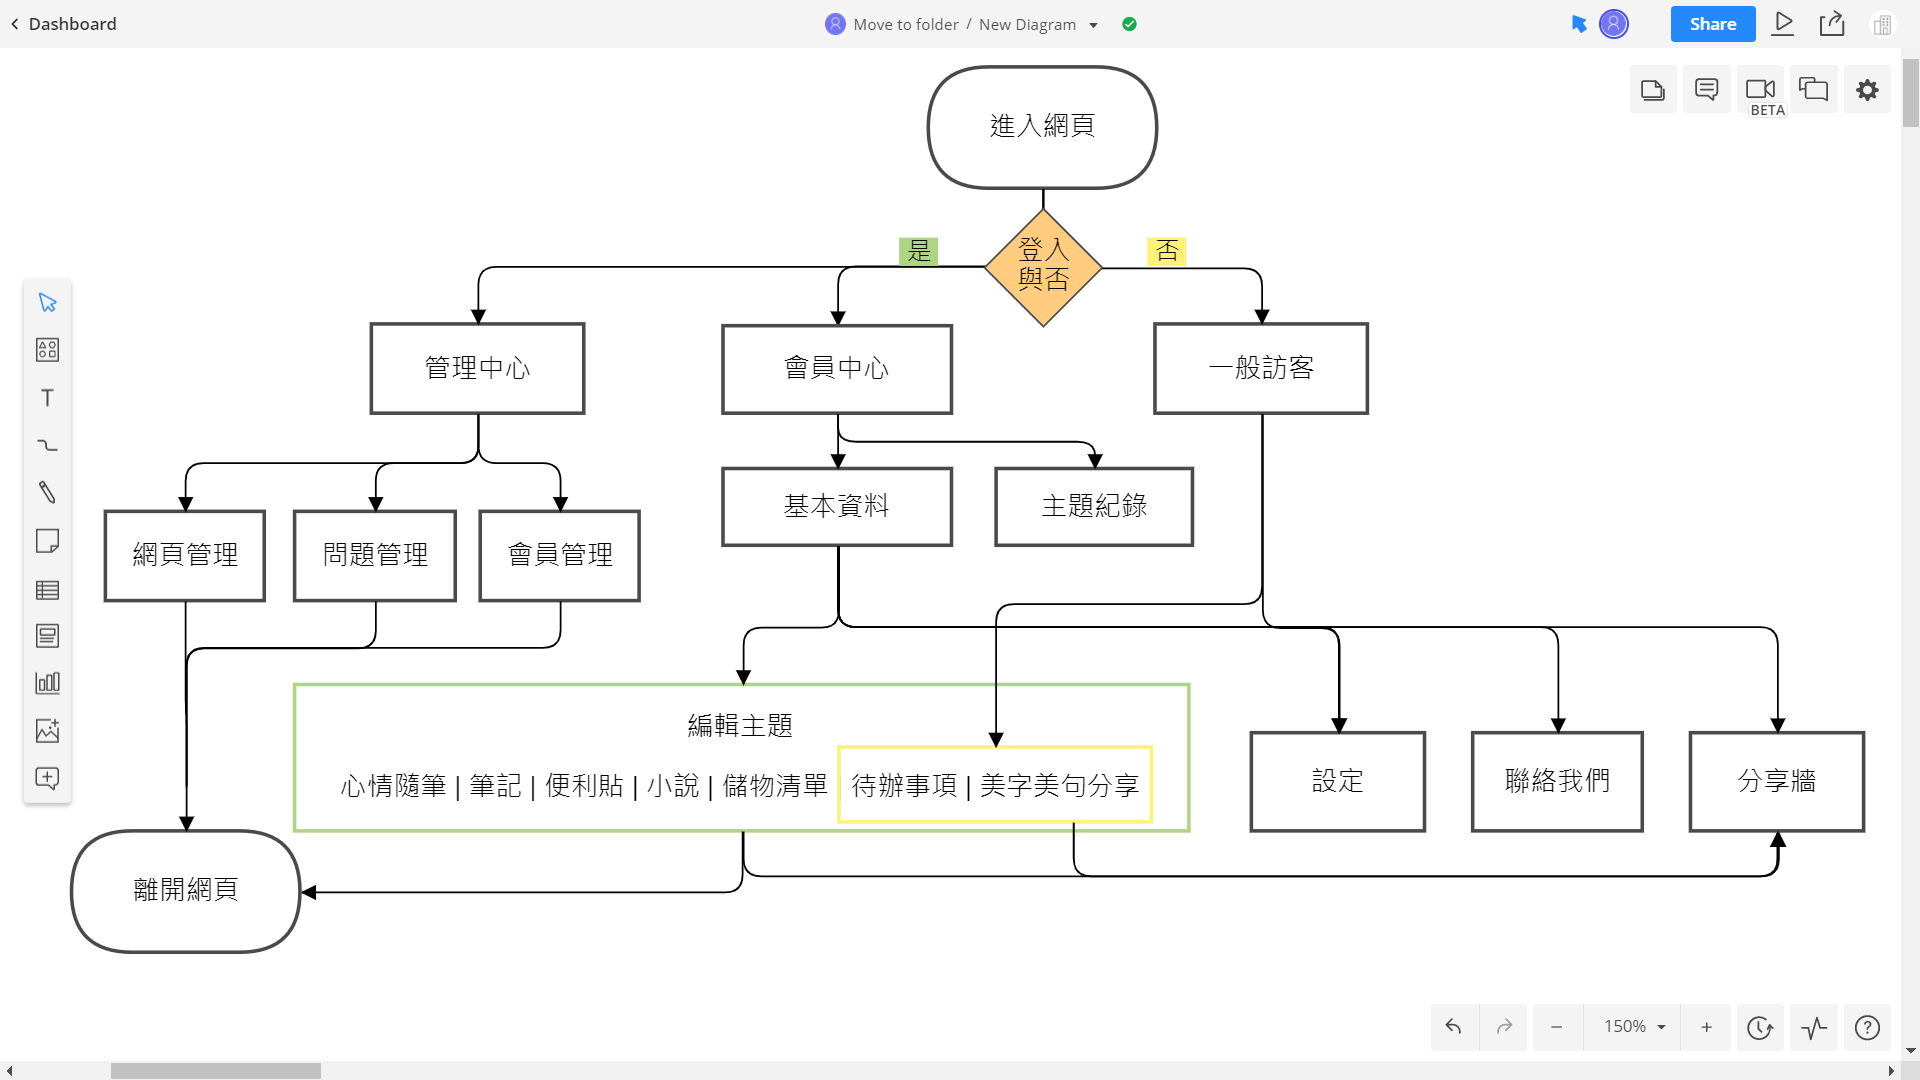 Dashboard
Move to folder / New Diagram
Share
BETA
進入網頁
是
登入
與否
否
管理中心
會員中心
一般訪客
基本資料
主題紀錄
網頁管理
問題管理
會員管理
編輯主題
心情隨筆 | 筆記 | 便利貼 | 小說 | 儲物清單 | 待辦事項 | 美字美句分享
設定
聯絡我們
分享牆
離開網頁
150%